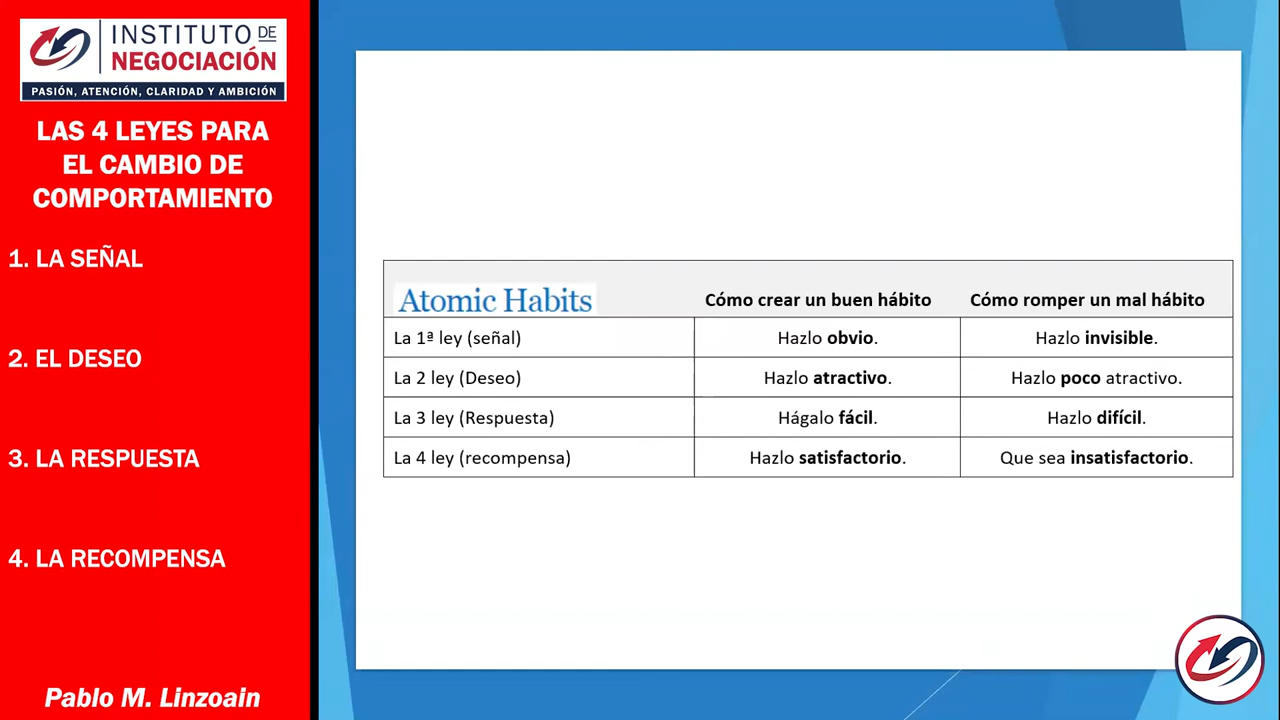 INSTITUTO DE
NEGOCIACIÓN
PASIÓN, ATENCIÓN, CLARIDAD Y AMBICIÓN
LAS 4 LEYES PARA
EL CAMBIO DE
COMPORTAMIENTO
1. LA SEÑAL
2. EL DESEO
3. LA RESPUESTA
4. LA RECOMPENSA
Pablo M. Linzoain
Atomic Habits Cómo crear un buen hábito Cómo romper un mal hábito
La 1ª ley (señal) Hazlo obvio. Hazlo invisible.
La 2 ley (Deseo) Hazlo atractivo. Hazlo poco atractivo.
La 3 ley (Respuesta) Hágalo fácil. Hazlo difícil.
La 4 ley (recompensa) Hazlo satisfactorio. Que sea insatisfactorio.